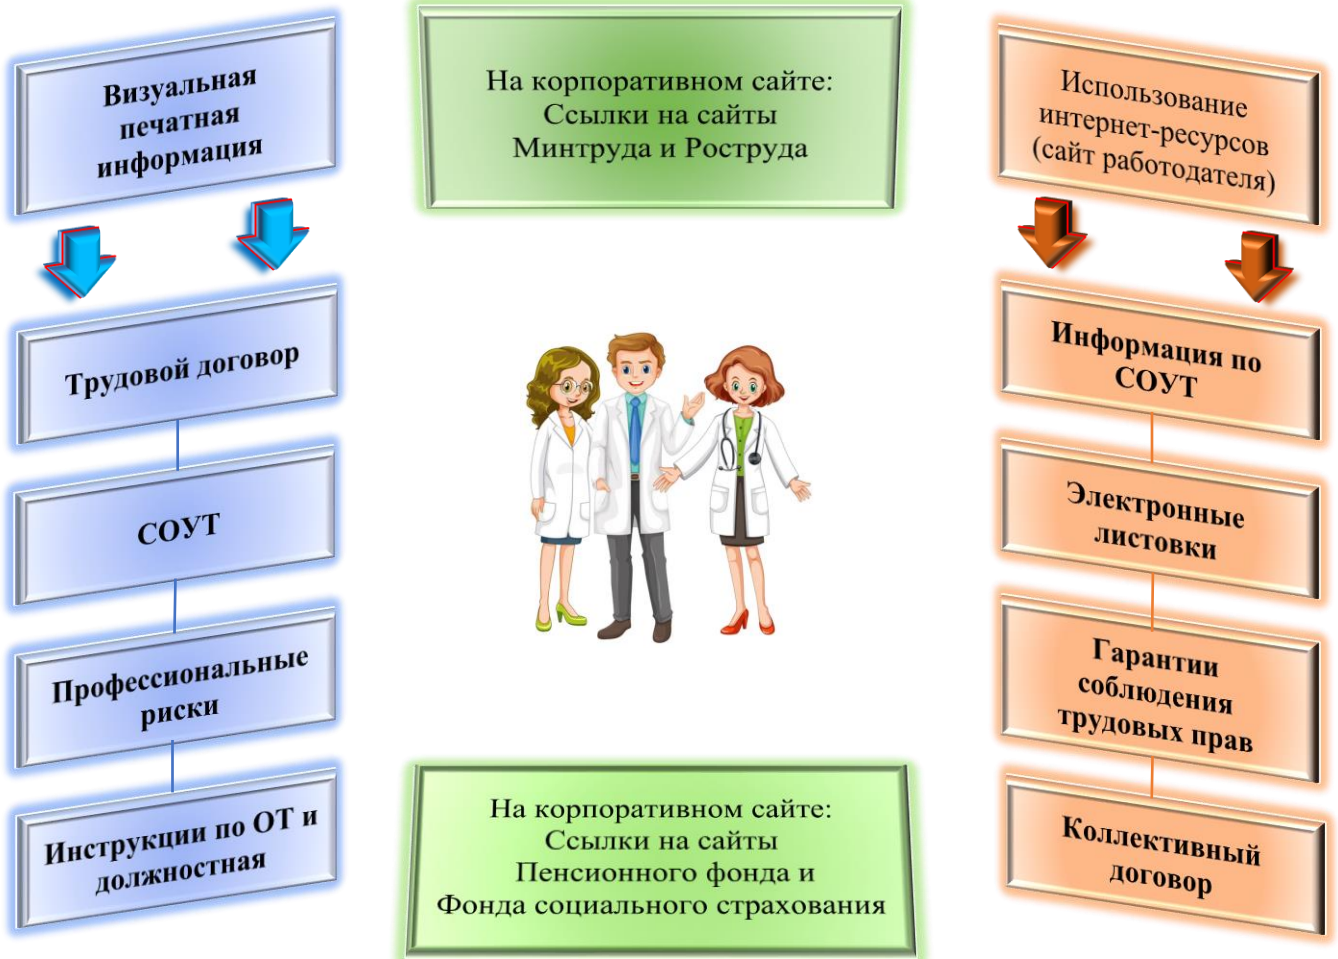 Визуальная
печатная
информация
На корпоративном сайте:
Ссылки на сайты
Минтруда и Роструда
Использование
интернет-ресурсов
(сайт работодателя)
Трудовой договор
СОУТ
Профессиональные
риски
Инструкции по ОТ и
должностная
Информация по
СОУТ
Электронные
листовки
Гарантии
соблюдения
трудовых прав
Коллективный
договор
На корпоративном сайте:
Ссылки на сайты
Пенсионного фонда и
Фонда социального страхования